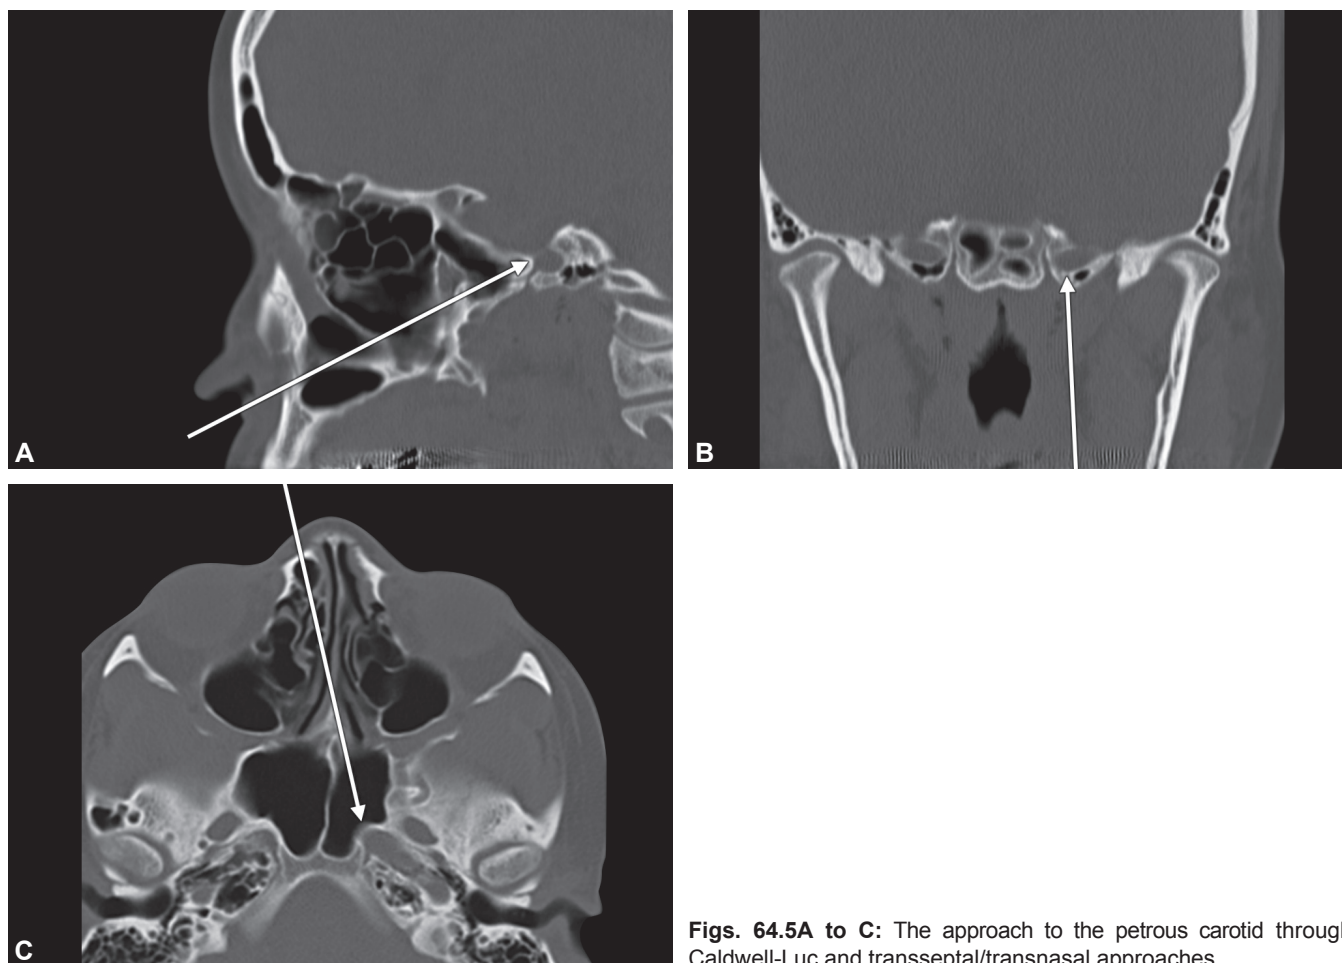 A
B
C
Figs. 64.5A to C: The approach to the petrous carotid through
Caldwell-Luc and transseptal/transnasal approaches